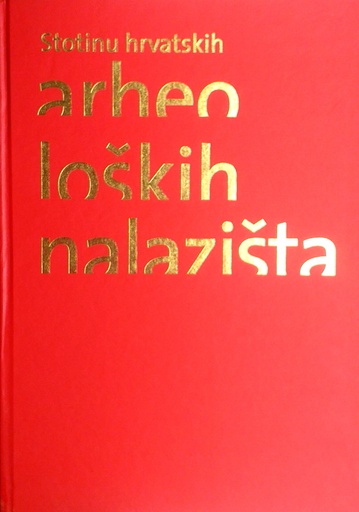 Stotinu hrvatskih
arheo
loških
nalazišta